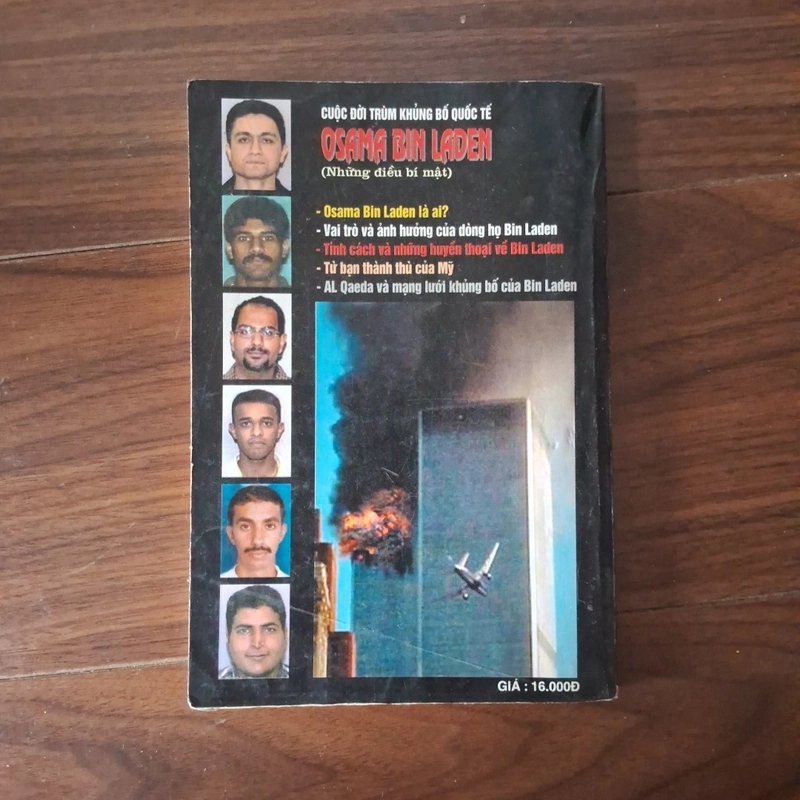 CUỘC ĐỜI TRÙM KHỦNG BỐ QUỐC TẾ
OSAMA BIN LADEN
(Những điều bí mật)
- Osama Bin Laden là ai?
- Vai trò và ảnh hưởng của dòng họ Bin Laden
- Tính cách và những huyền thoại về Bin Laden
- Từ bạn thành thù của Mỹ
- AL Qaeda và mạng lưới khủng bố của Bin Laden
GIÁ : 16.000Đ